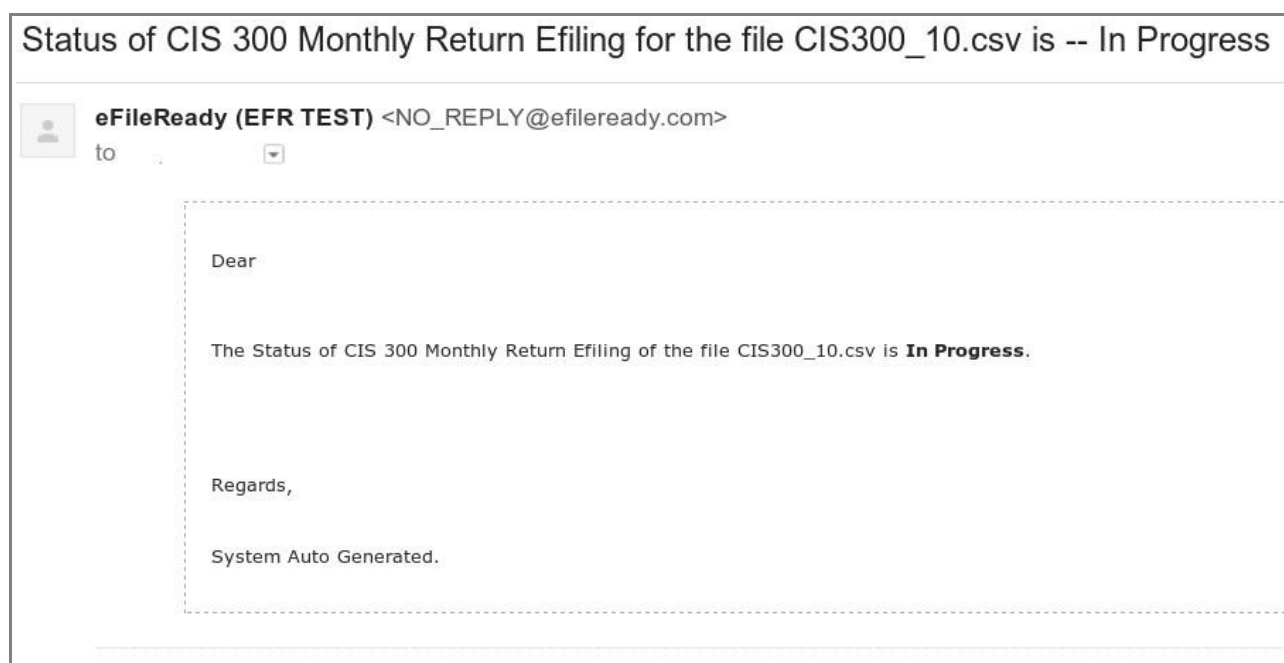 Status of CIS 300 Monthly Return Efiling for the file CIS300_10.csv is -- In Progress
eFileReady (EFR TEST) <NO_REPLY@efileready.com>
to
Dear
The Status of CIS 300 Monthly Return Efiling of the file CIS300_10.csv is In Progress.
Regards,
System Auto Generated.